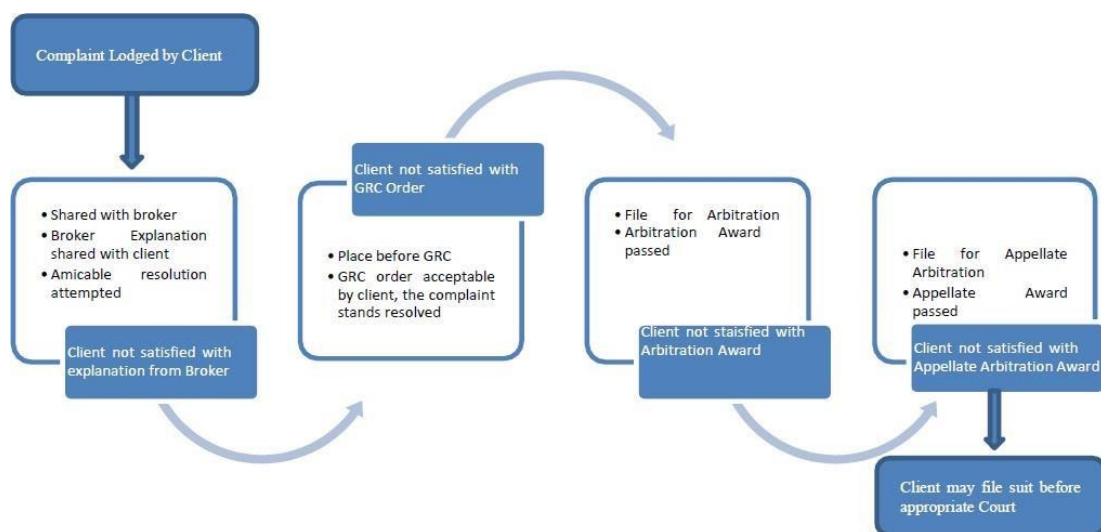 Complaint Lodged by Client
• Shared with broker
• Broker Explanation
shared with client
• Amicable resolution
attempted
Client not satisfied with
explanation from Broker
Client not satisfied with
GRC Order
• Place before GRC
• GRC order acceptable
by client, the complaint
stands resolved
• File for Arbitration
• Arbitration Award
passed
Client not staisfied with
Arbitration Award
• File for Appellate
Arbitration
• Appellate Award
passed
Client not satisfied with
Appellate Arbitration Award
Client may file suit before
appropriate Court